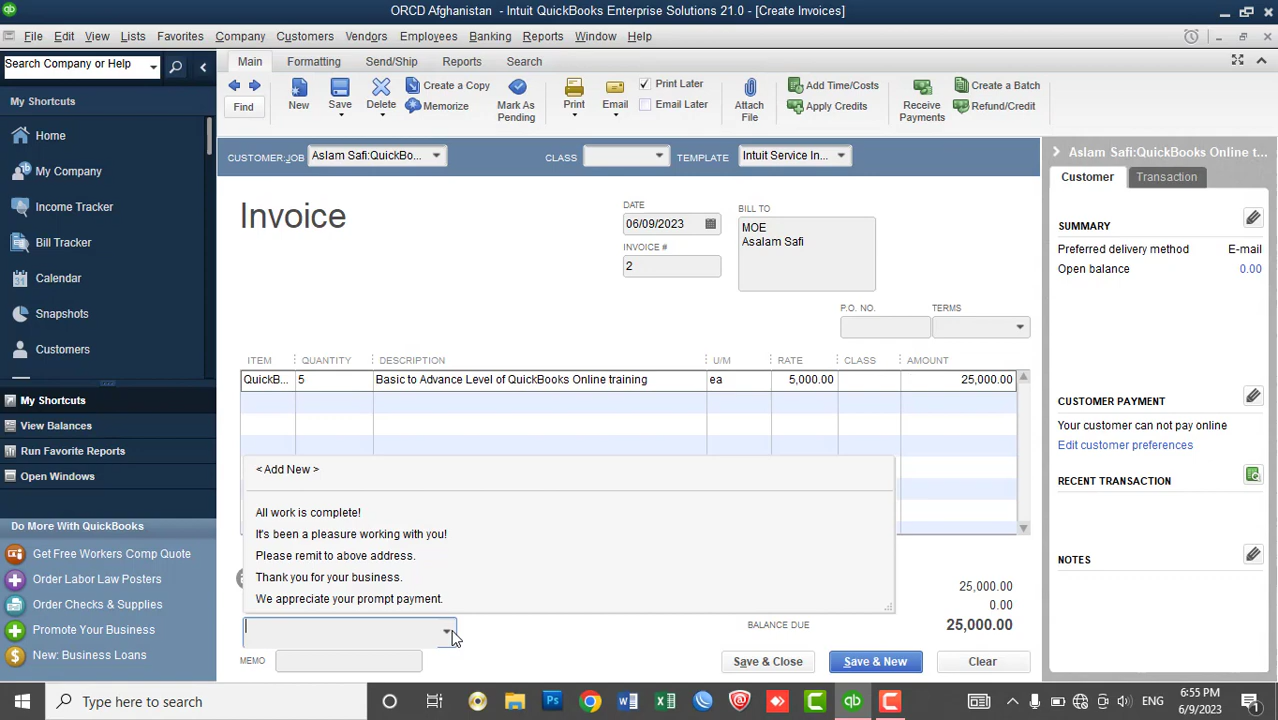 ORCD Afghanistan - Intuit QuickBooks Enterprise Solutions 21.0 - [Create Invoices]
File Edit View Lists Favorites Company Customers Vendors Employees Banking Reports Window Help
Search Company or Help
My Shortcuts
Home
My Company
Income Tracker
Bill Tracker
Calendar
Snapshots
Customers
My Shortcuts
View Balances
Run Favorite Reports
Open Windows
Do More With QuickBooks
Get Free Workers Comp Quote
Order Labor Law Posters
Order Checks & Supplies
Promote Your Business
New: Business Loans
Main Formatting Send/Ship Reports Search
Find
New
Save
Delete
Create a Copy
Memorize
Mark As
Pending
Print
Email
Print Later
Email Later
Attach
File
Add Time/Costs
Apply Credits
Receive
Payments
Create a Batch
Refund/Credit
CUSTOMER:JOB Aslam Safi:QuickBo... CLASS TEMPLATE Intuit Service In...
Invoice
DATE
06/09/2023
INVOICE #
2
BILL TO
MOE
Asalam Safi
P.O. NO. TERMS
ITEM QUANTITY DESCRIPTION U/M RATE CLASS AMOUNT
QuickB... 5 Basic to Advance Level of QuickBooks Online training ea 5,000.00 25,000.00
< Add New >
All work is complete!
It's been a pleasure working with you!
Please remit to above address.
Thank you for your business.
We appreciate your prompt payment.
25,000.00
0.00
BALANCE DUE 25,000.00
MEMO
Save & Close Save & New Clear
Aslam Safi:QuickBooks Online t...
Customer Transaction
SUMMARY
Preferred delivery method E-mail
Open balance 0.00
CUSTOMER PAYMENT
Your customer can not pay online
Edit customer preferences
RECENT TRANSACTION
NOTES
Type here to search
ENG
6:55 PM
6/9/2023